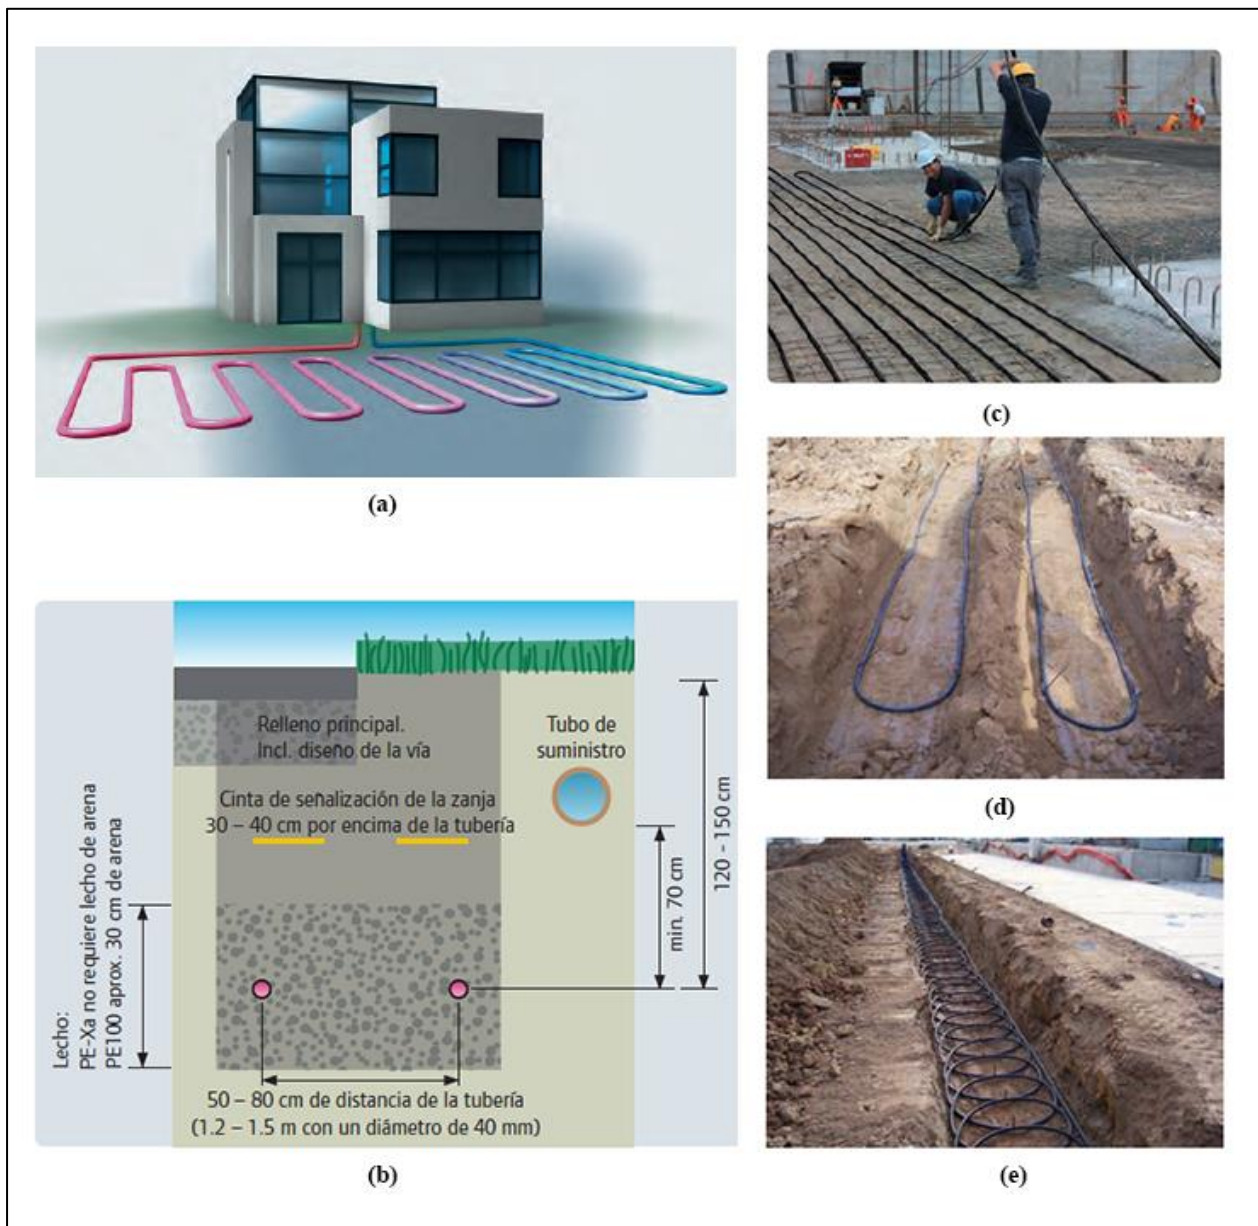 (a)
(c)
(d)
Relleno principal.
Incl. diseño de la vía
Tubo de
suministro
Cinta de señalización de la zanja
30 – 40 cm por encima de la tubería
120 - 150 cm
min. 70 cm
Lecho:
PE-Xa no requiere lecho de arena
PE100 aprox. 30 cm de arena
50 – 80 cm de distancia de la tubería
(1.2 – 1.5 m con un diámetro de 40 mm)
(b)
(e)